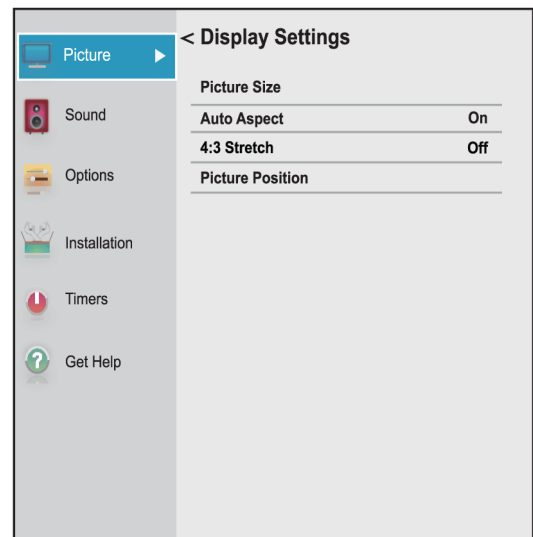 Picture
Sound
Options
Installation
Timers
? Get Help
< Display Settings
Picture Size
Auto Aspect On
4:3 Stretch Off
Picture Position